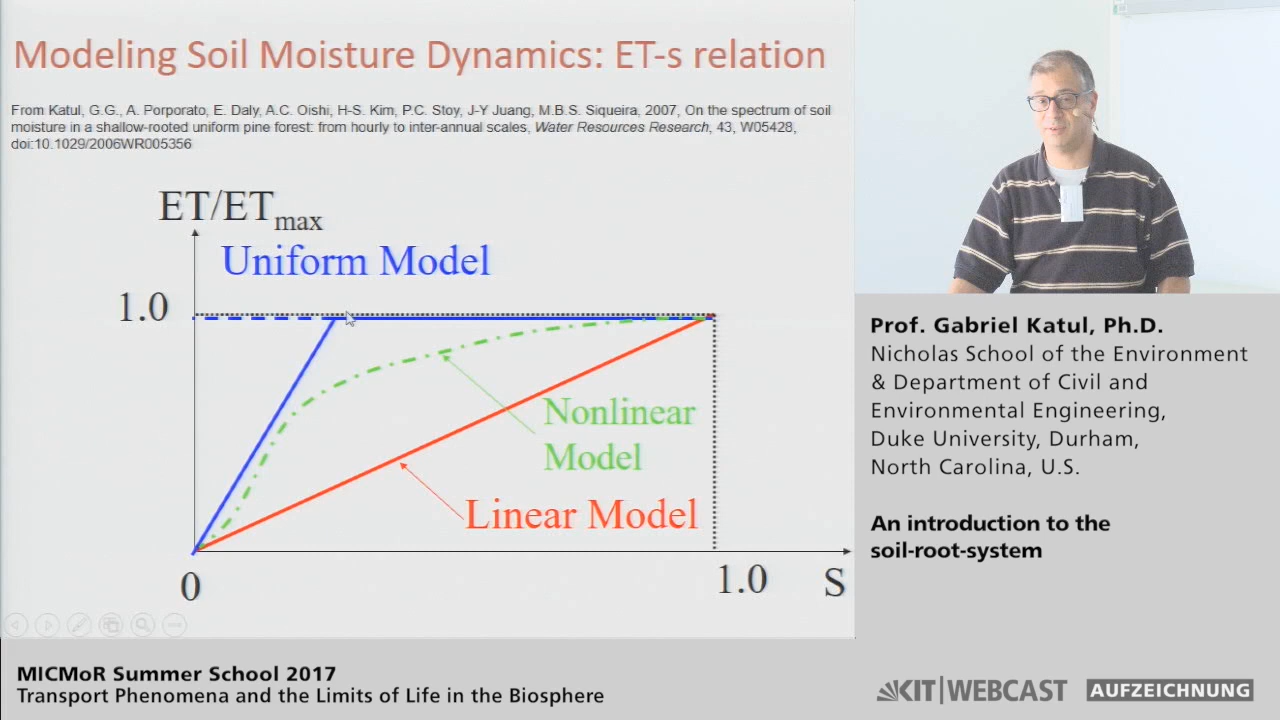 Modeling Soil Moisture Dynamics: ET-s relation
From Katul, G.G., A. Porporato, E. Daly, A.C. Oishi, H-S. Kim, P.C. Stoy, J-Y Juang, M.B.S. Siqueira, 2007, On the spectrum of soil
moisture in a shallow-rooted uniform pine forest: from hourly to inter-annual scales, Water Resources Research, 43, W05428,
doi:10.1029/2006WR005356
ET/ETmax
Uniform Model
1.0
Nonlinear
Model
Linear Model
0
1.0
S
Prof. Gabriel Katul, Ph.D.
Nicholas School of the Environment
& Department of Civil and
Environmental Engineering,
Duke University, Durham,
North Carolina, U.S.
An introduction to the
soil-root-system
MICMoR Summer School 2017
Transport Phenomena and the Limits of Life in the Biosphere
KIT|WEBCAST AUFZEICHNUNG